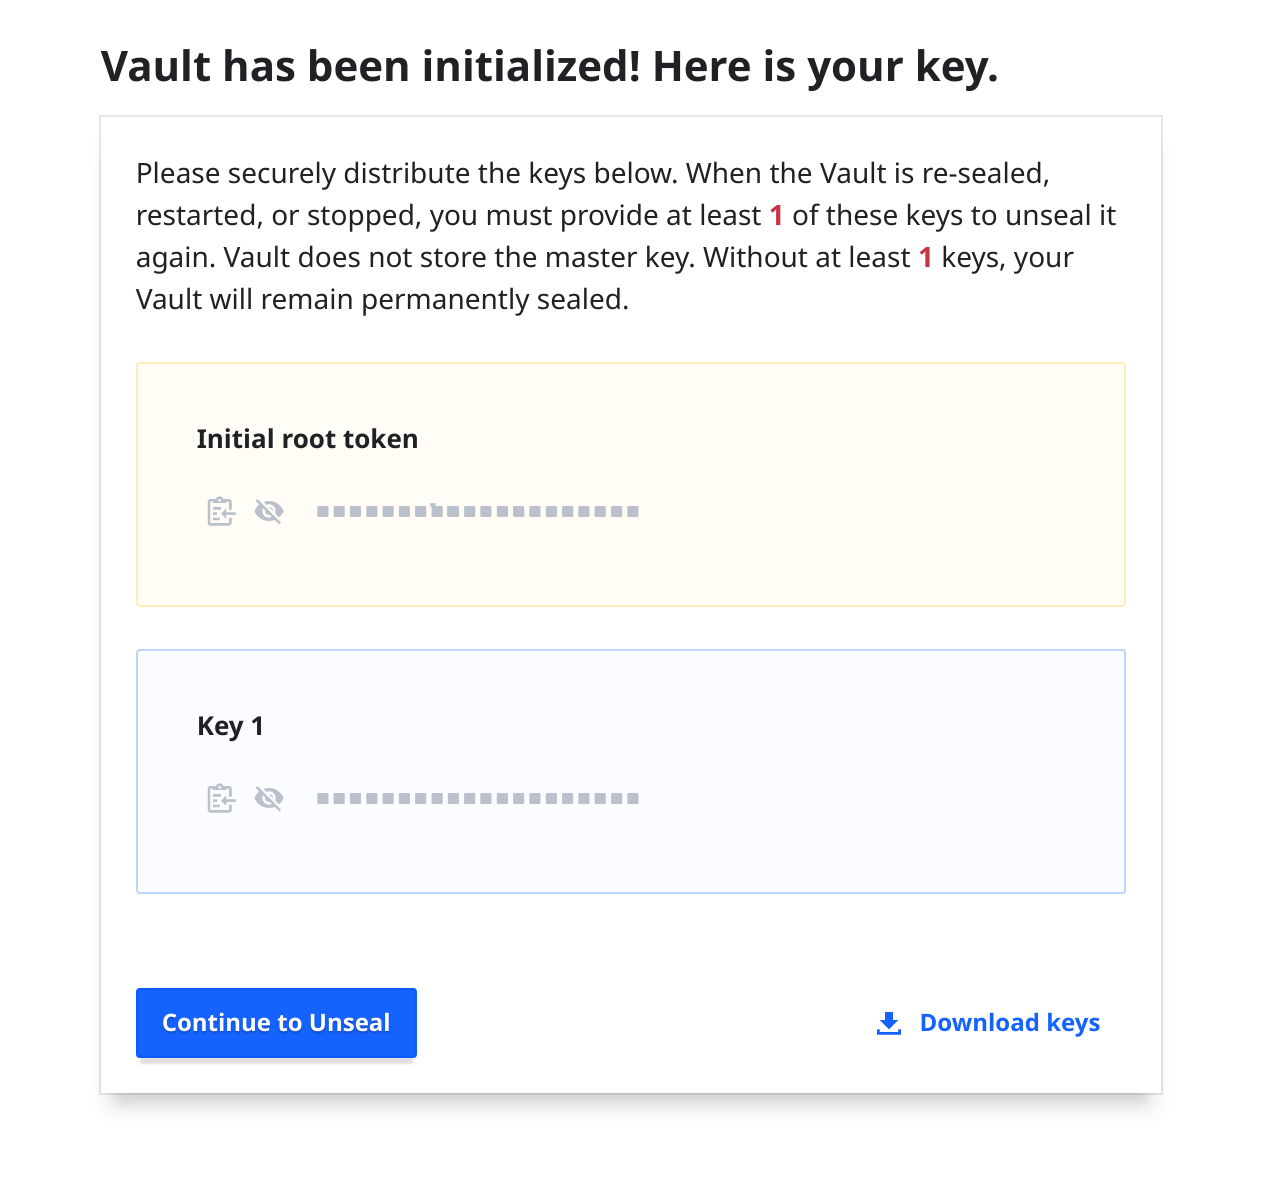 Vault has been initialized! Here is your key.
Please securely distribute the keys below. When the Vault is re-sealed,
restarted, or stopped, you must provide at least 1 of these keys to unseal it
again. Vault does not store the master key. Without at least 1 keys, your
Vault will remain permanently sealed.
Initial root token
Key 1
Continue to Unseal
Download keys